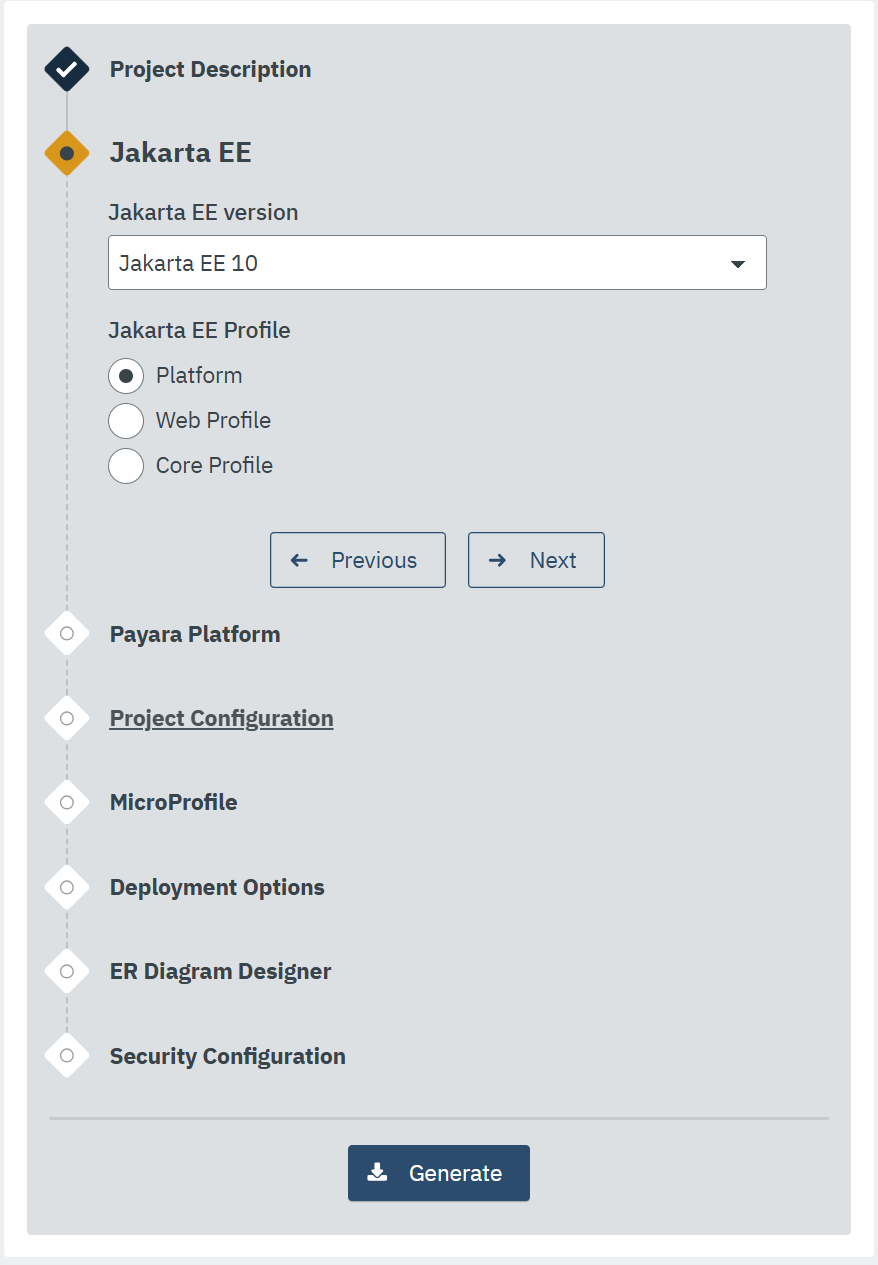 Project Description
Jakarta EE
Jakarta EE version
Jakarta EE 10
Jakarta EE Profile
Platform
Web Profile
Core Profile
Previous
Next
Payara Platform
Project Configuration
MicroProfile
Deployment Options
ER Diagram Designer
Security Configuration
Generate